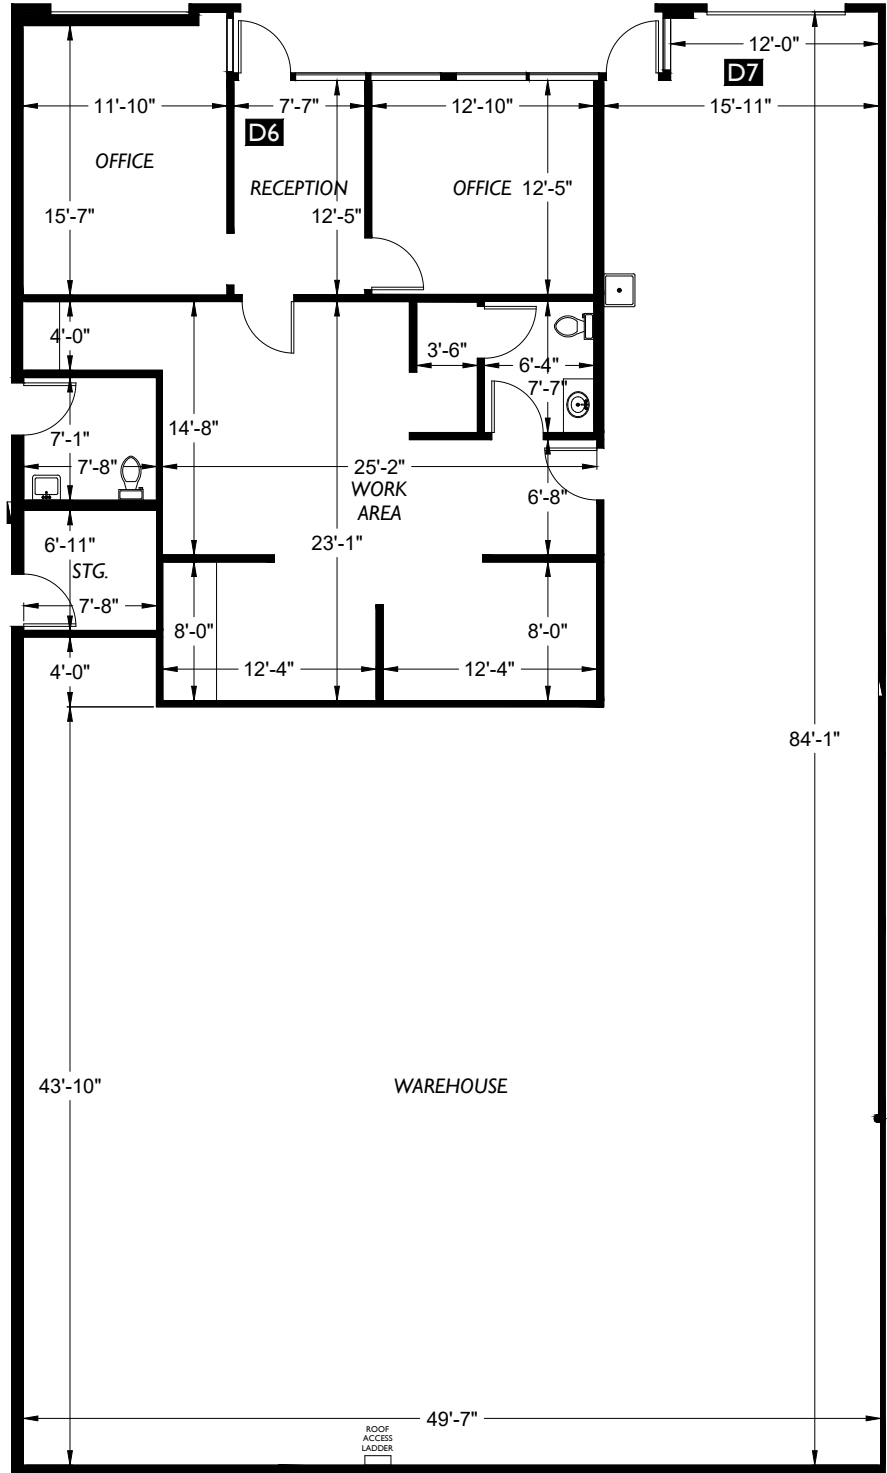 12'-0"
D7
11'-10"
7'-7"
12'-10"
15'-11"
D6
OFFICE
RECEPTION
OFFICE
12'-5"
15'-7"
12'-5"
4'-0"
3'-6"
6'-4"
7'-7"
14'-8"
7'-1"
7'-8"
25'-2"
WORK
AREA
6'-8"
6'-11"
STG.
23'-1"
7'-8"
8'-0"
8'-0"
4'-0"
12'-4"
12'-4"
84'-1"
43'-10"
WAREHOUSE
49'-7"
ROOF
ACCESS
LADDER